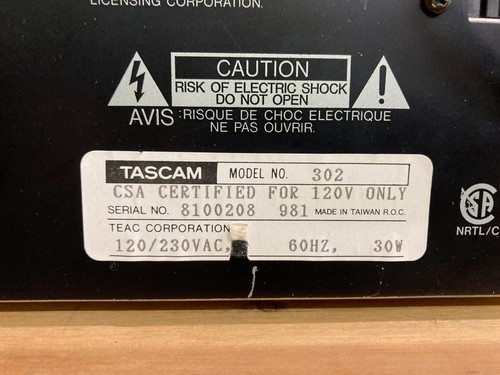 LICENSING CORPORATION.
CAUTION
RISK OF ELECTRIC SHOCK
DO NOT OPEN
AVIS : RISQUE DE CHOC ELECTRIQUE
NE PAS OUVRIR.
TASCAM MODEL NO. 302
CSA CERTIFIED FOR 120V ONLY
SERIAL NO. 8100208 981 MADE IN TAIWAN R.O.C.
TEAC CORPORATION
120/230VAC, 60HZ, 30W
SA
NRTL/C